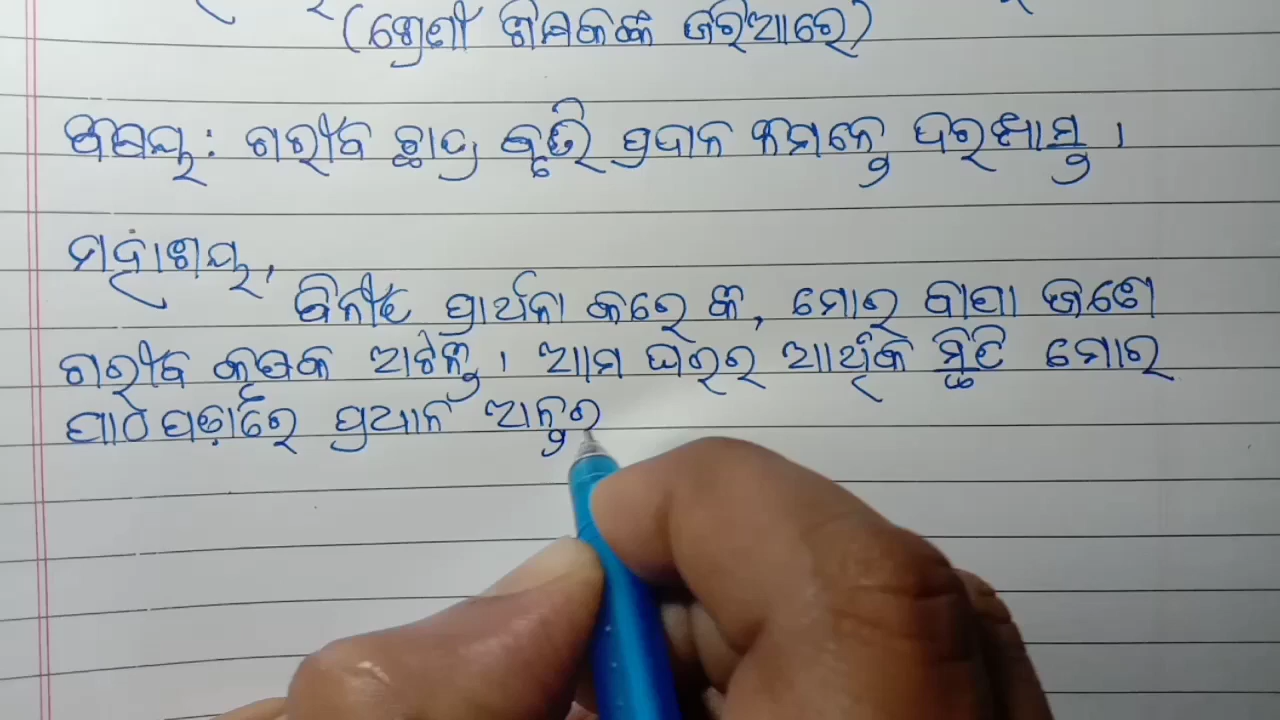 (ଶ୍ରେଣୀ ଶିକ୍ଷକଙ୍କ ଜରିଆରେ)
ବିଷୟ: ଗରୀବ ଛାତ୍ର ବୃତ୍ତି ପ୍ରଦାନ ନିମନ୍ତେ ଦରଖାସ୍ତ ।
ମହାଶୟ,
ବିନୀତ ପ୍ରାର୍ଥନା କରେ କି, ମୋର ବାପା ଜଣେ
ଗରୀବ କୃଷକ ଅଟନ୍ତି । ଆମ ଘରର ଆର୍ଥିକ ସ୍ଥିତି ମୋର
ପାଠପଢ଼ାରେ ପ୍ରଧାନ ଅନ୍ତର